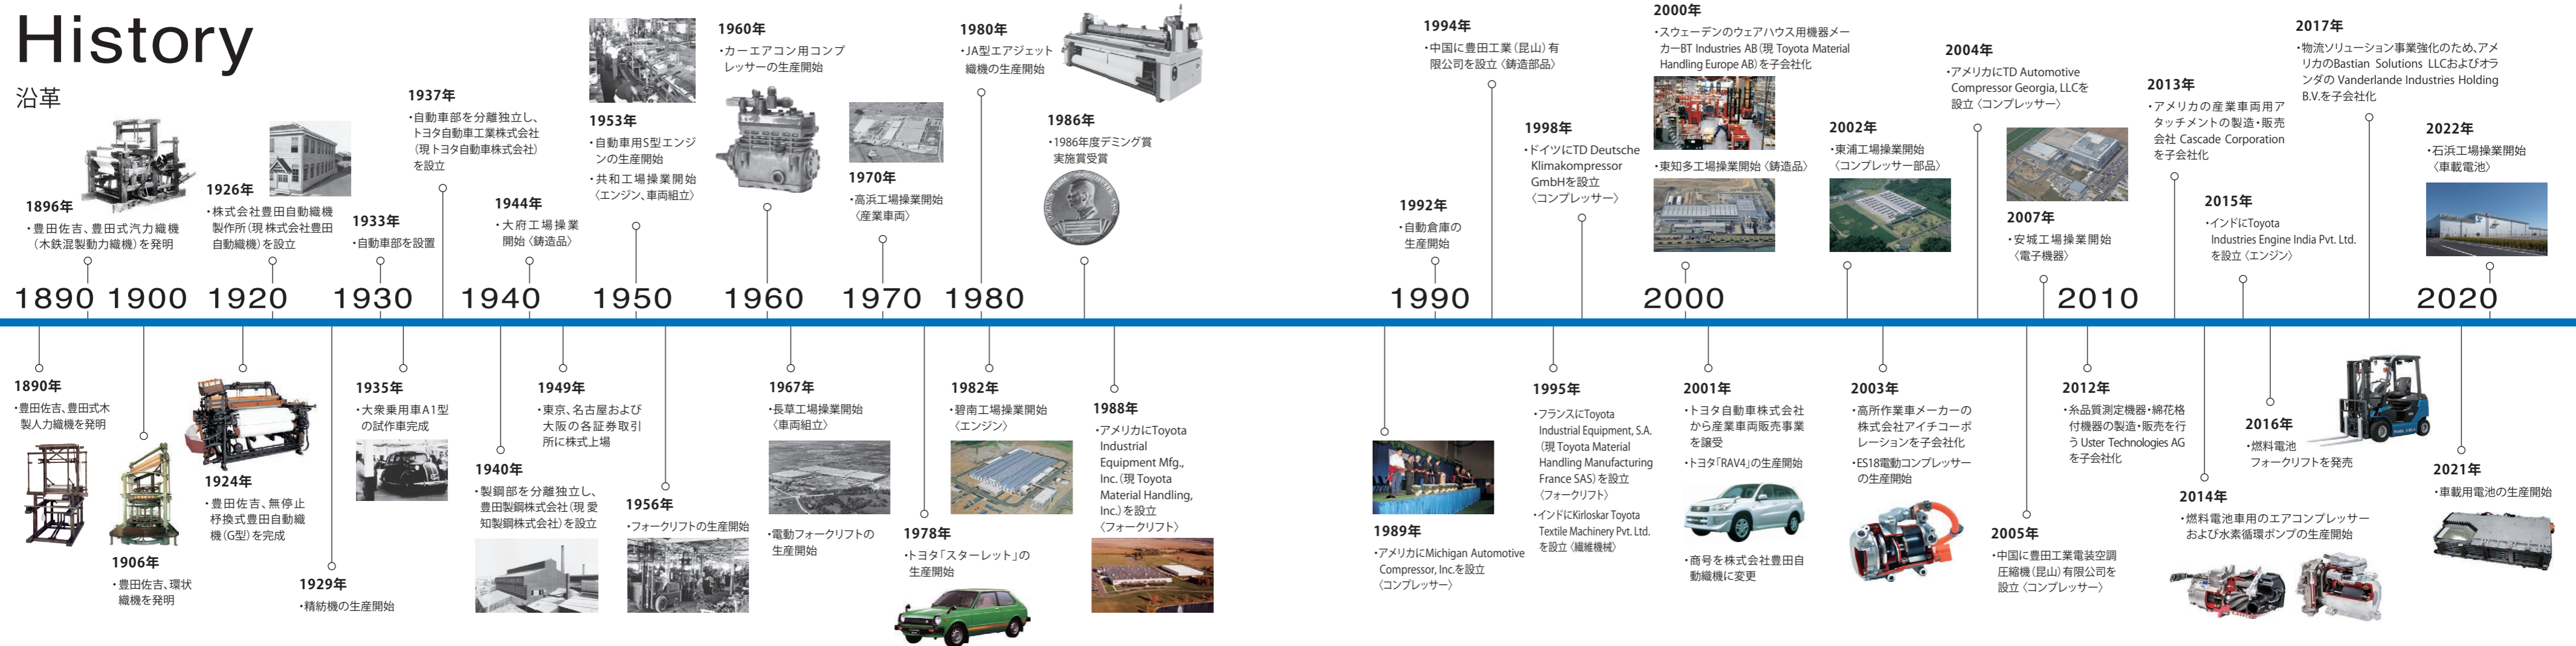 History
沿革
1896年
・豊田佐吉、豊田式汽力織機
（木鉄混製動力織機）を発明
1926年
・株式会社豊田自動織機
製作所（現 株式会社豊田
自動織機）を設立
1933年
・自動車部を設置
1937年
・自動車部を分離独立し、
トヨタ自動車工業株式会社
（現 トヨタ自動車株式会社）
を設立
1944年
・大府工場操業
開始〈鋳造品〉
1953年
・自動車用S型エンジ
ンの生産開始
・共和工場操業開始
〈エンジン、車両組立〉
1960年
・カーエアコン用コンプ
レッサーの生産開始
1970年
・高浜工場操業開始
〈産業車両〉
1980年
・JA型エアジェット
織機の生産開始
1986年
・1986年度デミング賞
実施賞受賞
1992年
・自動倉庫の
生産開始
1994年
・中国に豊田工業（昆山）有
限公司を設立〈鋳造部品〉
1998年
・ドイツにTD Deutsche
Klimakompressor
GmbHを設立
〈コンプレッサー〉
2000年
・スウェーデンのウェアハウス用機器メー
カーBT Industries AB（現 Toyota Material
Handling Europe AB）を子会社化
・東知多工場操業開始〈鋳造品〉
2002年
・東浦工場操業開始
〈コンプレッサー部品〉
2004年
・アメリカにTD Automotive
Compressor Georgia, LLCを
設立〈コンプレッサー〉
2007年
・安城工場操業開始
〈電子機器〉
2013年
・アメリカの産業車両用ア
タッチメントの製造・販売
会社 Cascade Corporation
を子会社化
2015年
・インドにToyota
Industries Engine India Pvt. Ltd.
を設立〈エンジン〉
2017年
・物流ソリューション事業強化のため、アメ
リカのBastian Solutions LLCおよびオラ
ンダの Vanderlande Industries Holding
B.V.を子会社化
2022年
・石浜工場操業開始
〈車載電池〉
1890 1900 1920 1930 1940 1950 1960 1970 1980 1990 2000 2010 2020
1890年
・豊田佐吉、豊田式木
製人力織機を発明
1906年
・豊田佐吉、環状
織機を発明
1924年
・豊田佐吉、無停止
杼換式豊田自動織
機（G型）を完成
1929年
・精紡機の生産開始
1935年
・大衆乗用車A1型
の試作車完成
1940年
・製鋼部を分離独立し、
豊田製鋼株式会社（現 愛
知製鋼株式会社）を設立
1949年
・東京、名古屋および
大阪の各証券取引
所に株式上場
1956年
・フォークリフトの生産開始
1967年
・長草工場操業開始
〈車両組立〉
・電動フォークリフトの
生産開始
1978年
・トヨタ「スターレット」の
生産開始
1982年
・碧南工場操業開始
〈エンジン〉
1988年
・アメリカにToyota
Industrial
Equipment Mfg.,
Inc.（現 Toyota
Material Handling,
Inc.）を設立
〈フォークリフト〉
1989年
・アメリカにMichigan Automotive
Compressor, Inc.を設立
〈コンプレッサー〉
1995年
・フランスにToyota
Industrial Equipment, S.A.
（現 Toyota Material
Handling Manufacturing
France SAS）を設立
〈フォークリフト〉
・インドにKirloskar Toyota
Textile Machinery Pvt. Ltd.
を設立〈繊維機械〉
2001年
・トヨタ自動車株式会社
から産業車両販売事業
を譲受
・トヨタ「RAV4」の生産開始
・商号を株式会社豊田自
動織機に変更
2003年
・高所作業車メーカーの
株式会社アイチコーポ
レーションを子会社化
・ES18電動コンプレッサー
の生産開始
2005年
・中国に豊田工業電装空調
圧縮機（昆山）有限公司を
設立〈コンプレッサー〉
2012年
・糸品質測定機器・綿花格
付機器の製造・販売を行
う Uster Technologies AG
を子会社化
2014年
・燃料電池車用のエアコンプレッサー
および水素循環ポンプの生産開始
2016年
・燃料電池
フォークリフトを発売
2021年
・車載用電池の生産開始